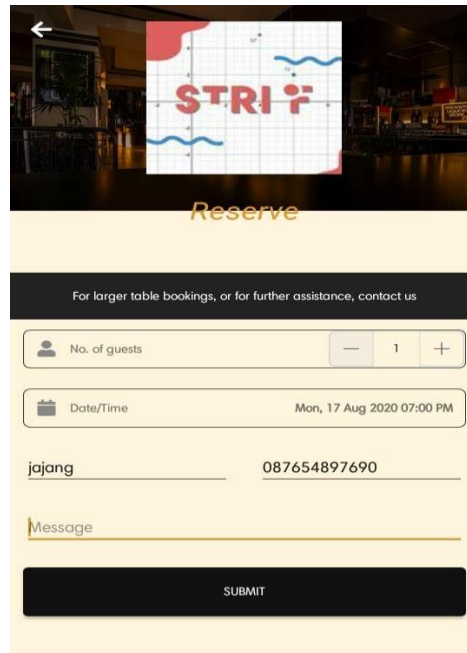 STRI
Reserve
For larger table bookings, or for further assistance, contact us
No. of guests
1
Date/Time
Mon, 17 Aug 2020 07:00 PM
jajang
087654897690
Message
SUBMIT